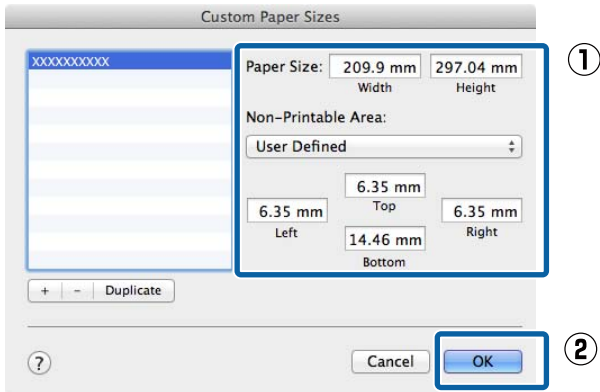 Custom Paper Sizes
XXXXXXXXXX
Paper Size: 209.9 mm 297.04 mm
Width Height
Non-Printable Area:
User Defined
6.35 mm
Top
6.35 mm 6.35 mm
Left Right
14.46 mm
Bottom
+ - Duplicate
? Cancel OK
①
②